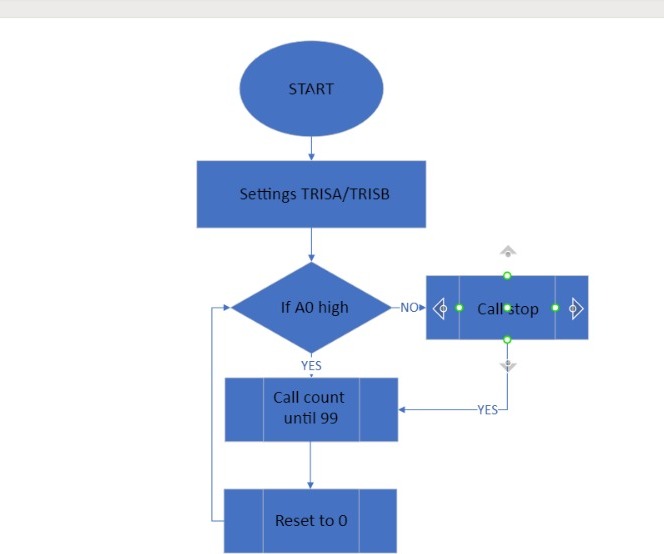 START
Settings TRISA/TRISB
If A0 high
NO
Call stop
YES
Call count
until 99
YES
Reset to 0